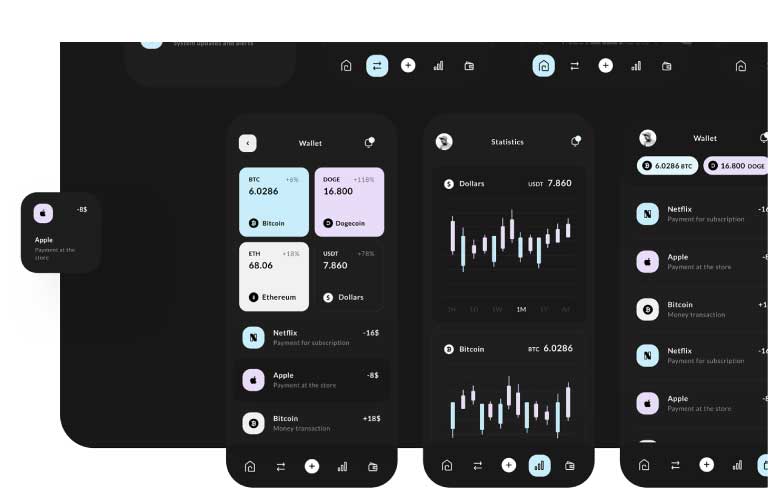 system updates and alerts
-8$
Apple
Payment at the
store
Wallet
BTC +6%
6.0286
Bitcoin
DOGE +118%
16.800
Dogecoin
ETH +18%
68.06
Ethereum
USDT +78%
7.860
Dollars
Netflix -16$
Payment for subscription
Apple -8$
Payment at the store
Bitcoin +18$
Money transaction
Statistics
Dollars USDT 7.860
1H 1D 1W 1M 1Y All
Bitcoin BTC 6.0286
Wallet
6.0286 BTC 16.800 DOGE
Netflix -16
Payment for subscription
Apple -8
Payment at the store
Bitcoin +1
Money transaction
Netflix -16
Payment for subscription
Apple -8
Payment at the store